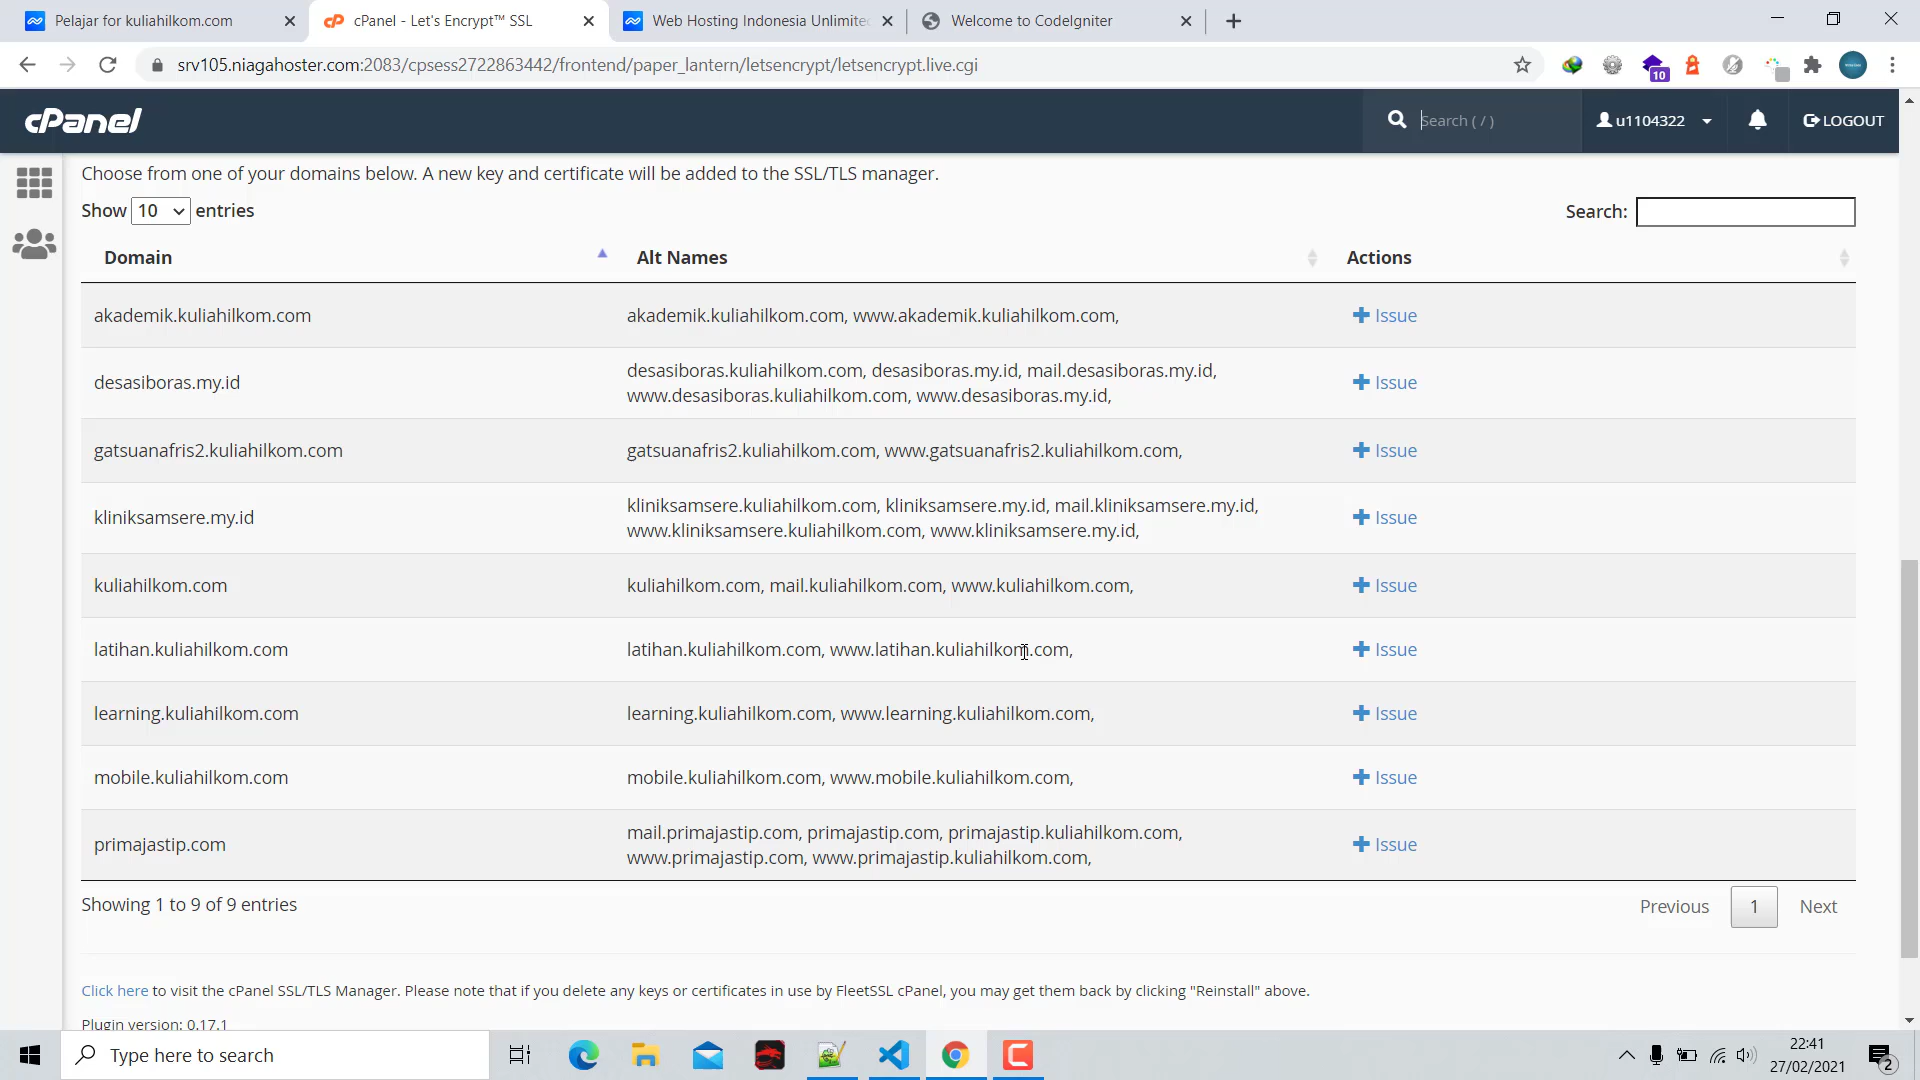 Pelajar for kuliahilkom.com
cPanel - Let's Encrypt™ SSL
Web Hosting Indonesia Unlimite
Welcome to CodeIgniter
srv105.niagahoster.com:2083/cpsess2722863442/frontend/paper_lantern/letsencrypt/letsencrypt.live.cgi
10
cPanel
Search ( / )
u1104322
LOGOUT
Choose from one of your domains below. A new key and certificate will be added to the SSL/TLS manager.
Show 10 entries
Search:
Domain Alt Names Actions
akademik.kuliahilkom.com akademik.kuliahilkom.com, www.akademik.kuliahilkom.com, Issue
desasiboras.my.id desasiboras.kuliahilkom.com, desasiboras.my.id, mail.desasiboras.my.id, Issue
www.desasiboras.kuliahilkom.com, www.desasiboras.my.id,
gatsuanafris2.kuliahilkom.com gatsuanafris2.kuliahilkom.com, www.gatsuanafris2.kuliahilkom.com, Issue
kliniksamsere.my.id kliniksamsere.kuliahilkom.com, kliniksamsere.my.id, mail.kliniksamsere.my.id, Issue
www.kliniksamsere.kuliahilkom.com, www.kliniksamsere.my.id,
kuliahilkom.com kuliahilkom.com, mail.kuliahilkom.com, www.kuliahilkom.com, Issue
latihan.kuliahilkom.com latihan.kuliahilkom.com, www.latihan.kuliahilkom.com, Issue
learning.kuliahilkom.com learning.kuliahilkom.com, www.learning.kuliahilkom.com, Issue
mobile.kuliahilkom.com mobile.kuliahilkom.com, www.mobile.kuliahilkom.com, Issue
primajastip.com mail.primajastip.com, primajastip.com, primajastip.kuliahilkom.com, Issue
www.primajastip.com, www.primajastip.kuliahilkom.com,
Showing 1 to 9 of 9 entries
Previous 1 Next
Click here to visit the cPanel SSL/TLS Manager. Please note that if you delete any keys or certificates in use by FleetSSL cPanel, you may get them back by clicking "Reinstall" above.
Plugin version: 0.17.1
Type here to search
22:41
27/02/2021
2